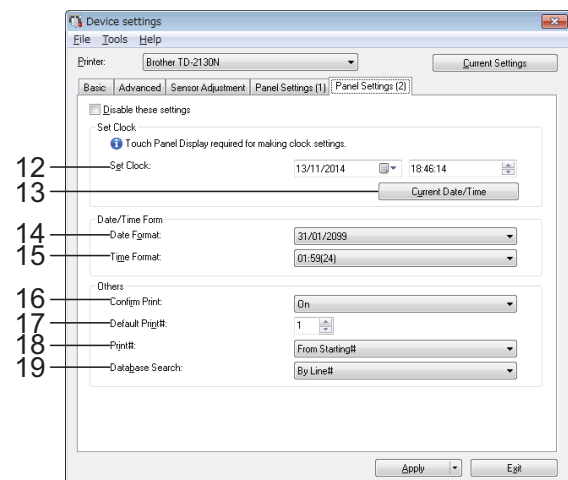 Device settings
File Tools Help
Printer: Brother TD-2130N Current Settings
Basic Advanced Sensor Adjustment Panel Settings (1) Panel Settings (2)
Disable these settings
Set Clock
Touch Panel Display required for making clock settings.
12 Set Clock: 13/11/2014 18:46:14
13 Current Date/Time
Date/Time Form
14 Date Format: 31/01/2099
15 Time Format: 01:59(24)
Others
16 Confirm Print: On
17 Default Print#: 1
18 Print#: From Starting#
19 Database Search: By Line#
Apply Exit